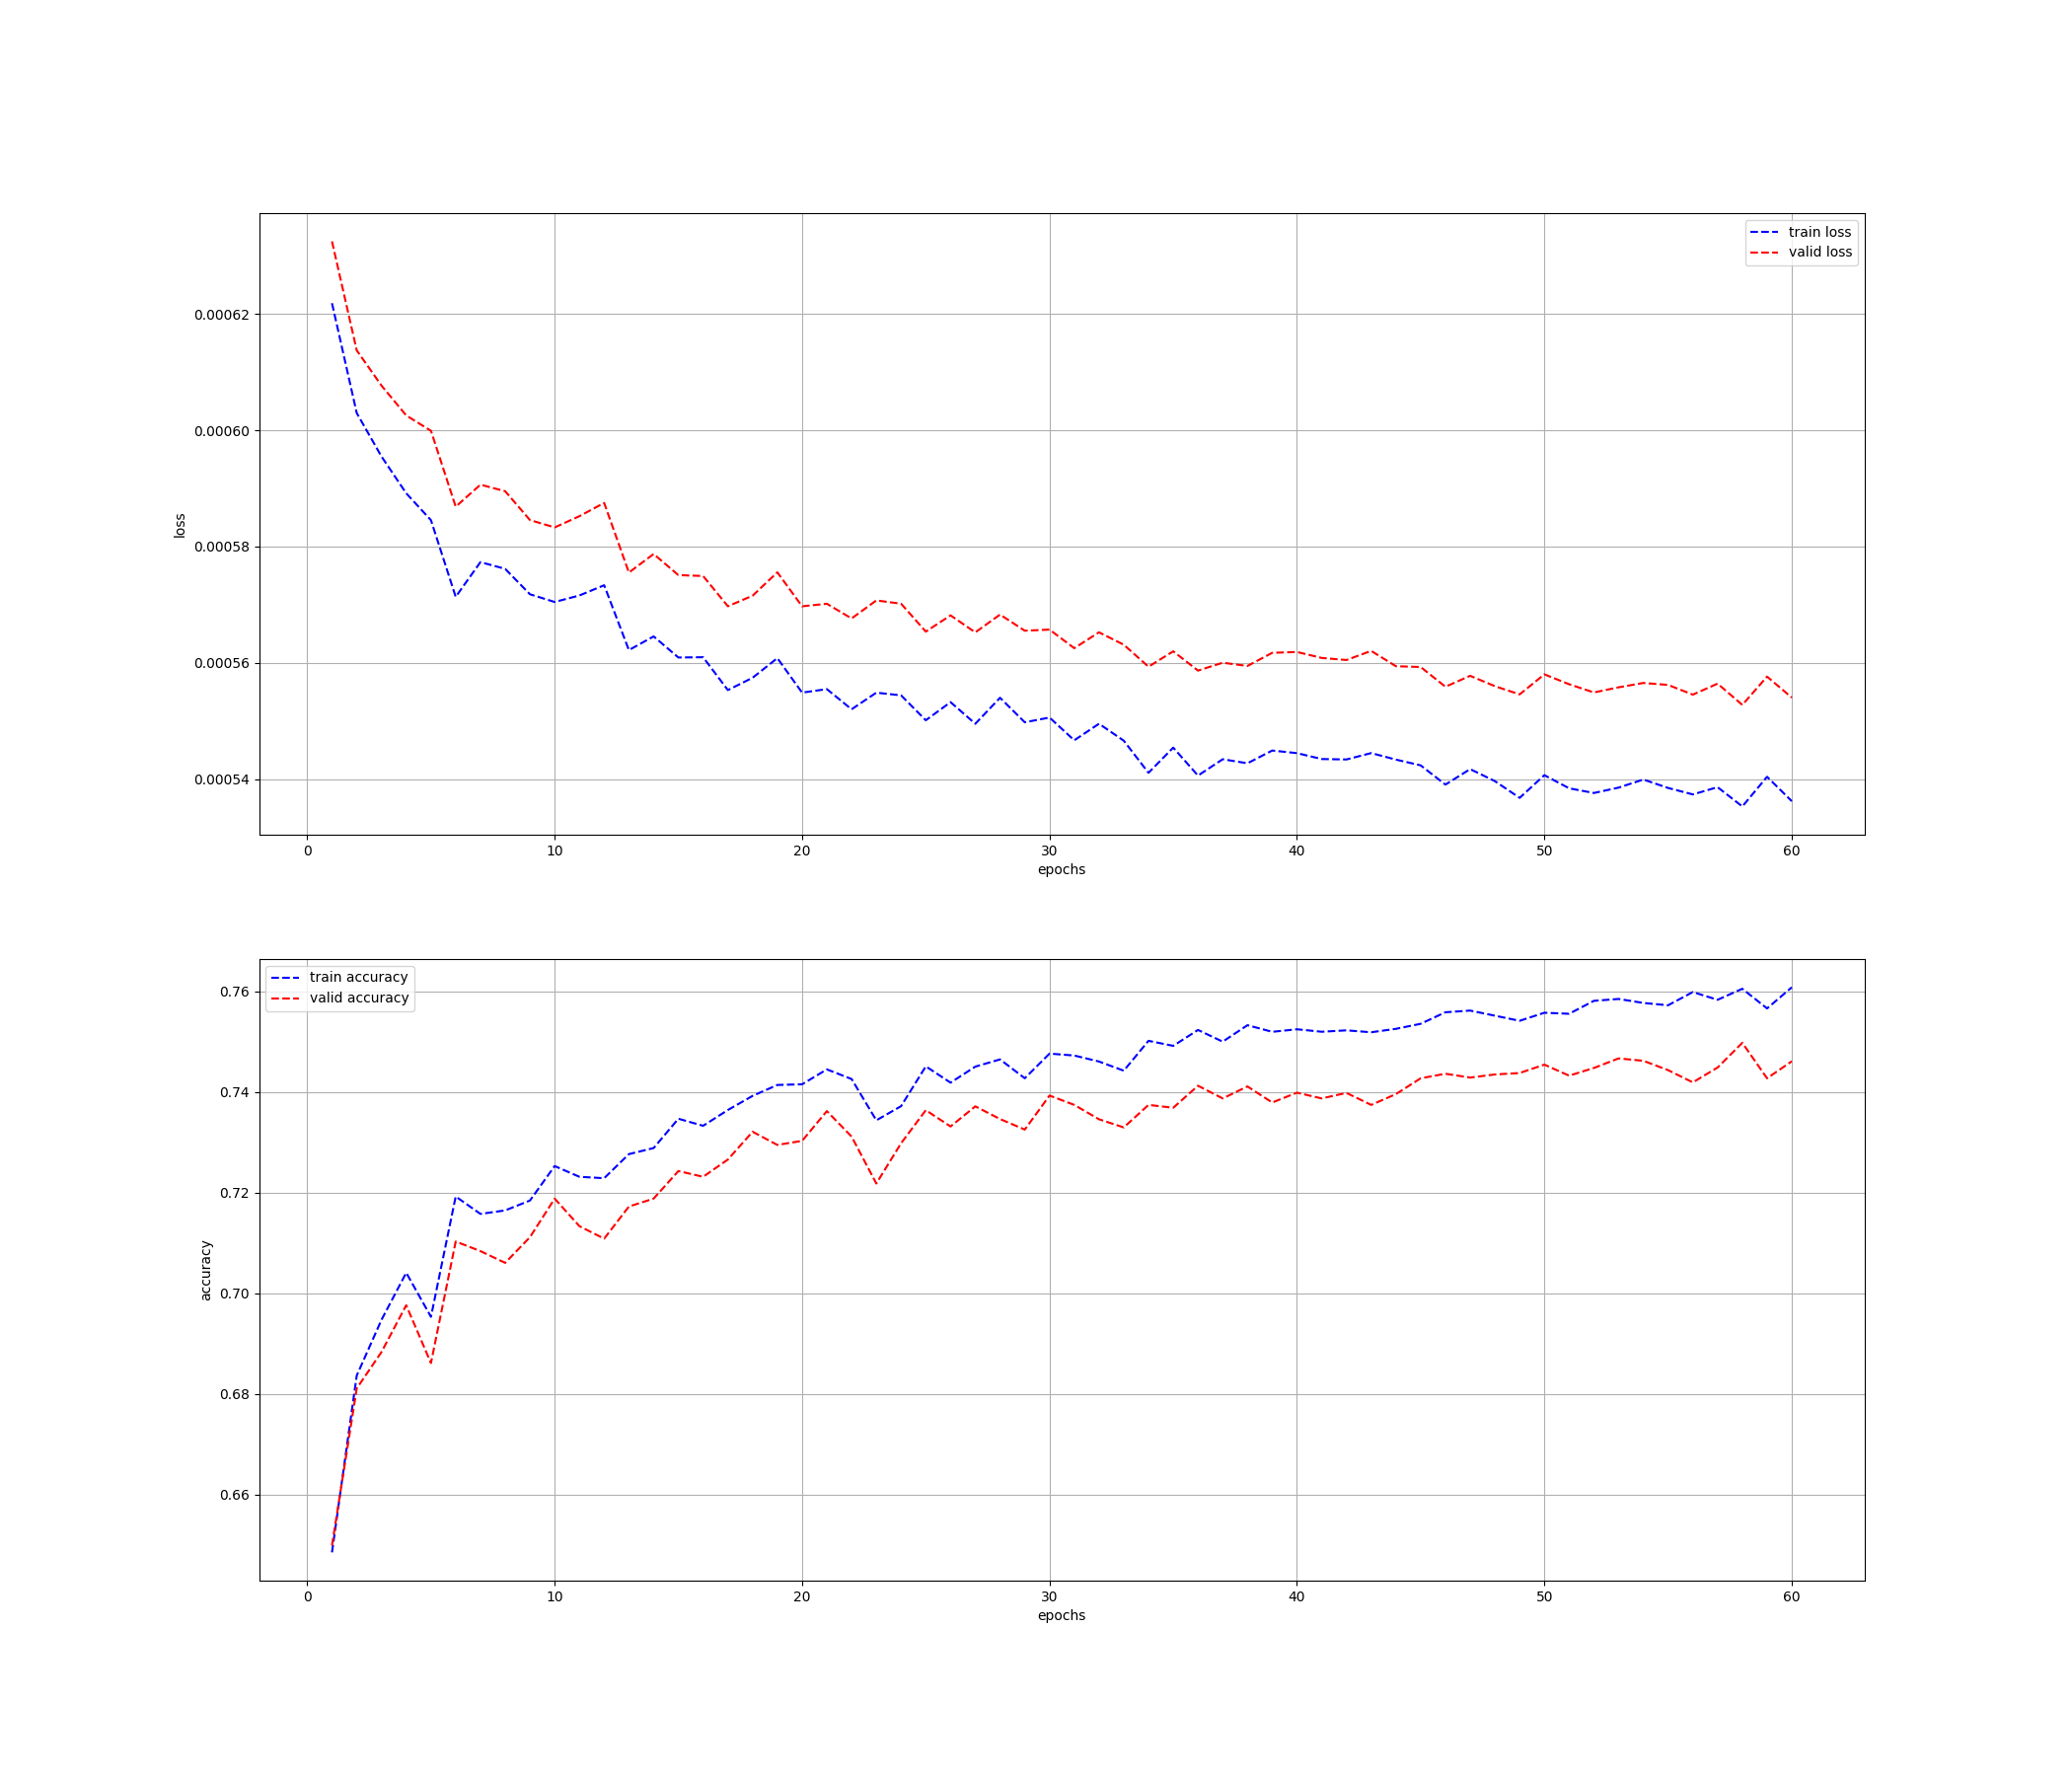 train loss
valid loss
0.00062
0.00060
0.00058
0.00056
0.00054
loss
0 10 20 30 40 50 60
epochs
train accuracy
valid accuracy
0.76
0.74
0.72
0.70
0.68
0.66
accuracy
0 10 20 30 40 50 60
epochs